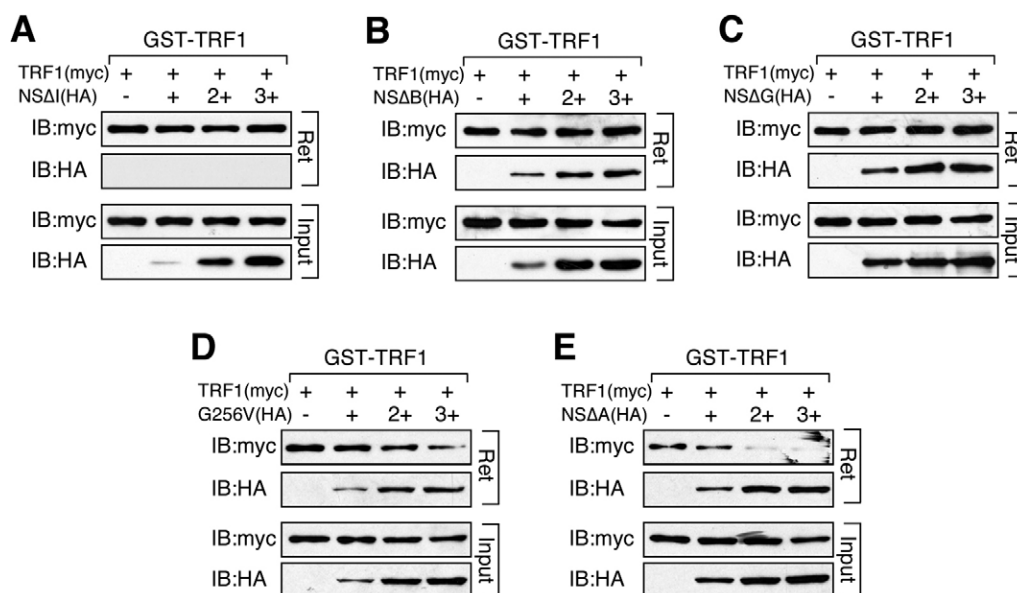 A
GST-TRF1
TRF1(myc) + + + +
NSΔI(HA) - + 2+ 3+
IB:myc
IB:HA
Ret
IB:myc
IB:HA
Input
B
GST-TRF1
TRF1(myc) + + + +
NSΔB(HA) - + 2+ 3+
IB:myc
IB:HA
Ret
IB:myc
IB:HA
Input
C
GST-TRF1
TRF1(myc) + + + +
NSΔG(HA) - + 2+ 3+
IB:myc
IB:HA
Ret
IB:myc
IB:HA
Input
D
GST-TRF1
TRF1(myc) + + + +
G256V(HA) - + 2+ 3+
IB:myc
IB:HA
Ret
IB:myc
IB:HA
Input
E
GST-TRF1
TRF1(myc) + + + +
NSΔA(HA) - + 2+ 3+
IB:myc
IB:HA
Ret
IB:myc
IB:HA
Input